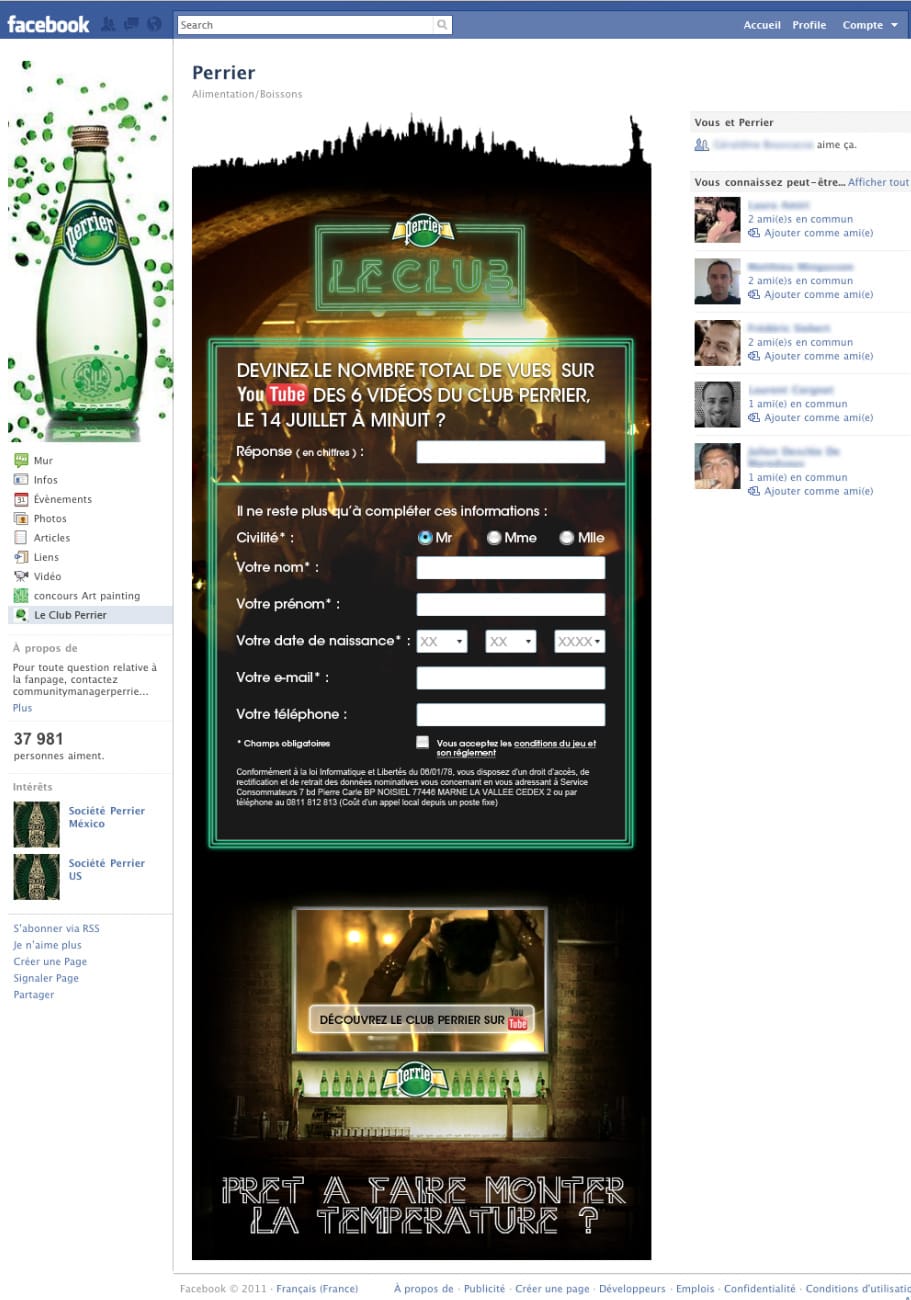 facebook
Search
Accueil Profile Compte
Perrier
Alimentation/Boissons
perrier
Mur
Infos
31
Évènements
Photos
Articles
Liens
Vidéo
concours Art painting
Le Club Perrier
À propos de
Pour toute question relative à
la fanpage, contactez
communitymanagerperrie...
Plus
37 981
personnes aiment.
Intérêts
Société Perrier
México
Société Perrier
US
S'abonner via RSS
Je n'aime plus
Créer une Page
Signaler Page
Partager
perrier
LE CLUB
DEVINEZ LE NOMBRE TOTAL DE VUES SUR
YouTube DES 6 VIDÉOS DU CLUB PERRIER,
LE 14 JUILLET À MINUIT ?
Réponse ( en chiffres ) :
Il ne reste plus qu'à compléter ces informations :
Civilité* : Mr Mme Mlle
Votre nom* :
Votre prénom* :
Votre date de naissance* : XX XX XXXX
Votre e-mail* :
Votre téléphone :
* Champs obligatoires
Vous acceptez les conditions du jeu et
son règlement
Conformément à la loi Informatique et Libertés du 06/01/78, vous disposez d'un droit d'accès, de
rectification et de retrait des données nominatives vous concernant en vous adressant à Service
Consommateurs 7 bd Pierre Carle BP NOISIEL 77446 MARNE LA VALLEE CEDEX 2 ou par
téléphone au 0811 812 813 (Coût d'un appel local depuis un poste fixe)
DÉCOUVREZ LE CLUB PERRIER SUR YouTube
perrier
PRET A FAIRE MONTER
LA TEMPERATURE ?
Vous et Perrier
aime ça.
Vous connaissez peut-être... Afficher tout
2 ami(e)s en commun
Ajouter comme ami(e)
2 ami(e)s en commun
Ajouter comme ami(e)
2 ami(e)s en commun
Ajouter comme ami(e)
1 ami(e) en commun
Ajouter comme ami(e)
1 ami(e) en commun
Ajouter comme ami(e)
Facebook © 2011 · Français (France)
À propos de · Publicité · Créer une page · Développeurs · Emplois · Confidentialité · Conditions d'utilisatio